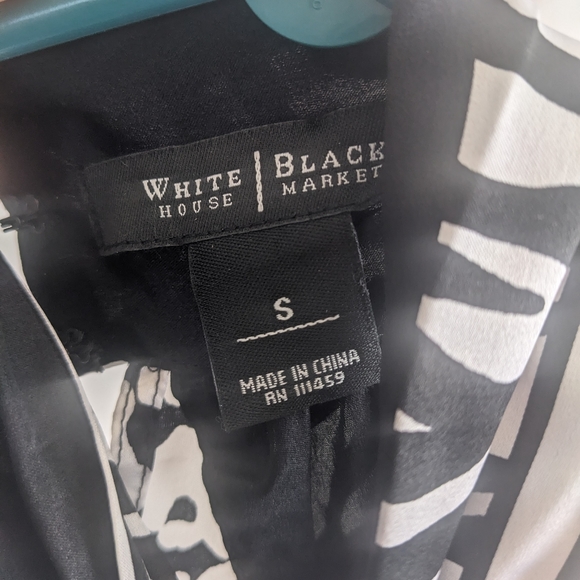 WHITE HOUSE | BLACK MARKET
S
MADE IN CHINA
RN 111459